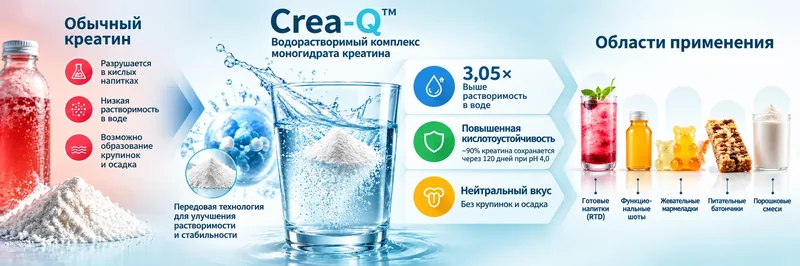 Обычный
креатин
Разрушается
в кислых
напитках
Низкая
растворимость
в воде
Возможно
образование
крупинок
и осадка
Crea-Q™
Водорастворимый комплекс
моногидрата креатина
Передовая технология
для улучшения
растворимости
и стабильности
3,05×
Выше
растворимость
в воде
Повышенная
кислотоустойчивость
~90% креатина сохраняется
через 120 дней при pH 4,0
Нейтральный вкус
Без крупинок и осадка
Области применения
Готовые
напитки
(RTD)
Функцио-
нальные
шоты
Жевательные
мармеладки
Питательные
батончики
Порошковые
смеси